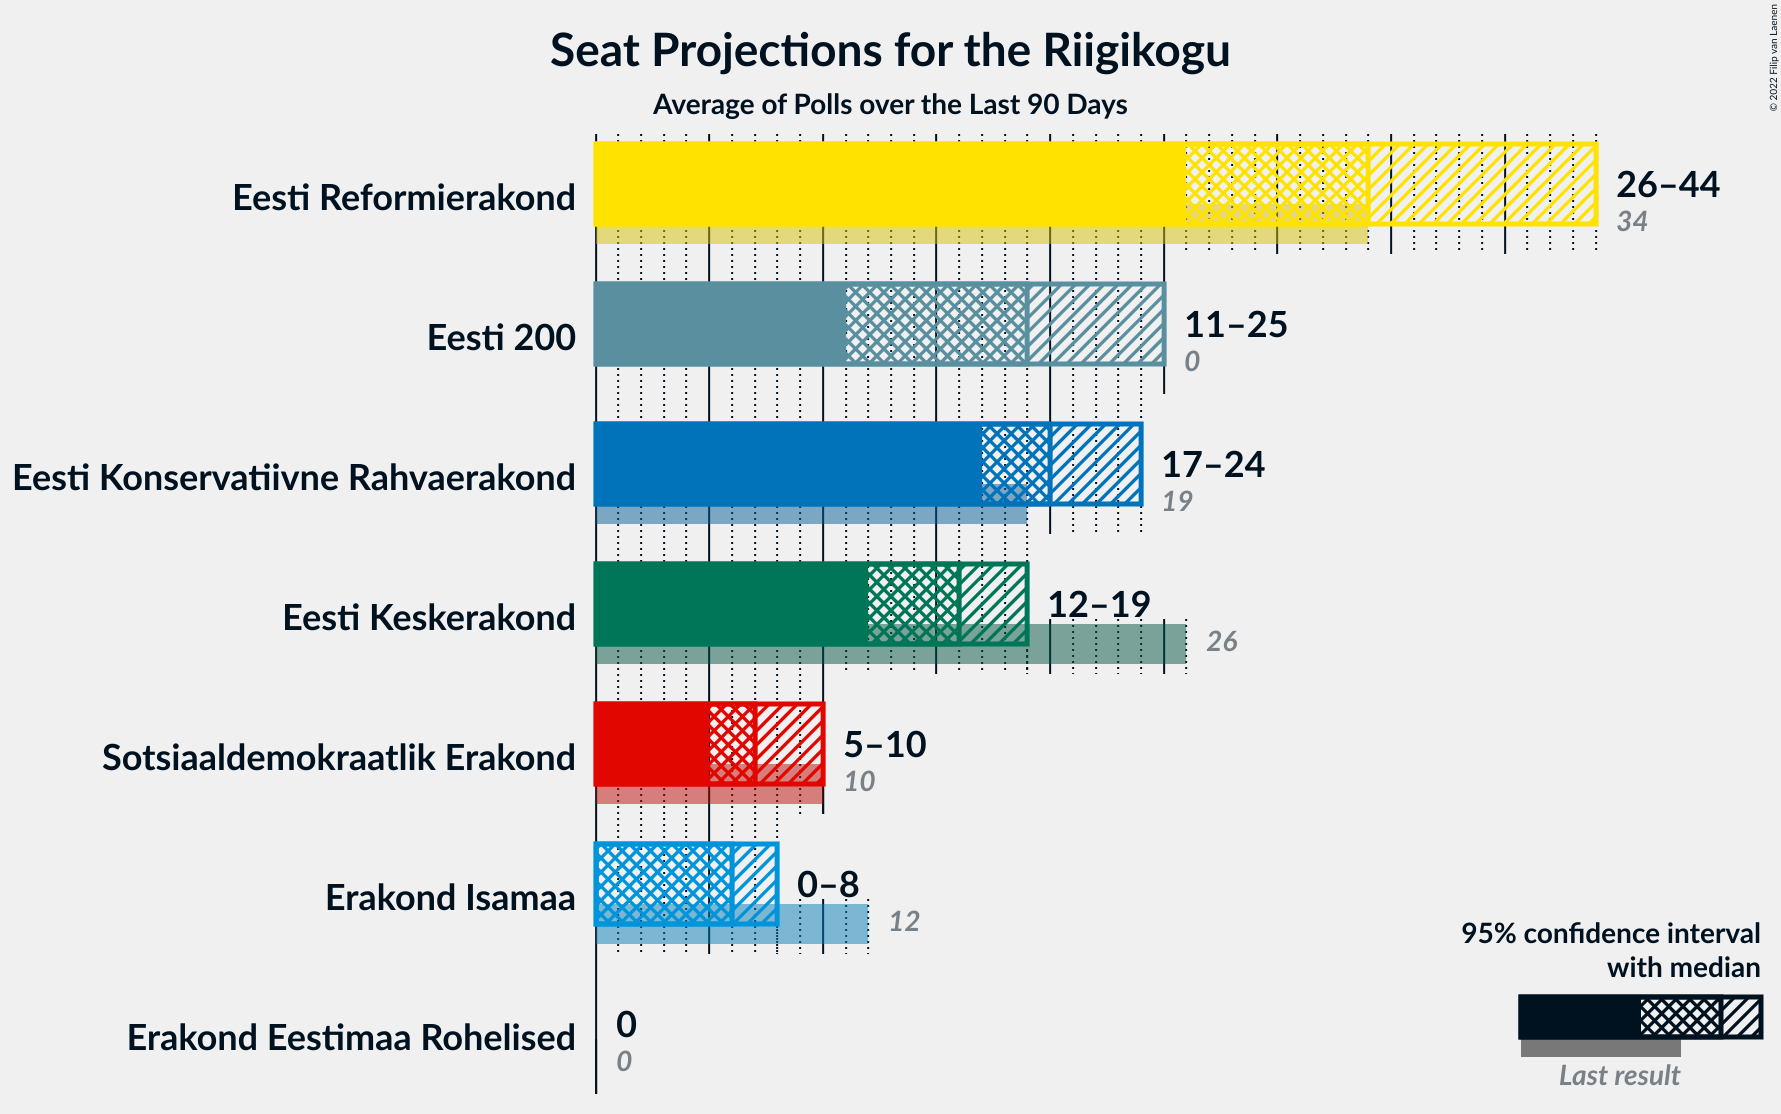 Seat Projections for the Riigikogu
Average of Polls over the Last 90 Days
© 2022 Filip van Laenen
Eesti Reformierakond
26–44
34
Eesti 200
11–25
0
Eesti Konservatiivne Rahvaerakond
17–24
19
Eesti Keskerakond
12–19
26
Sotsiaaldemokraatlik Erakond
5–10
10
Erakond Isamaa
0–8
12
Erakond Eestimaa Rohelised
0
0
95% confidence interval
with median
Last result